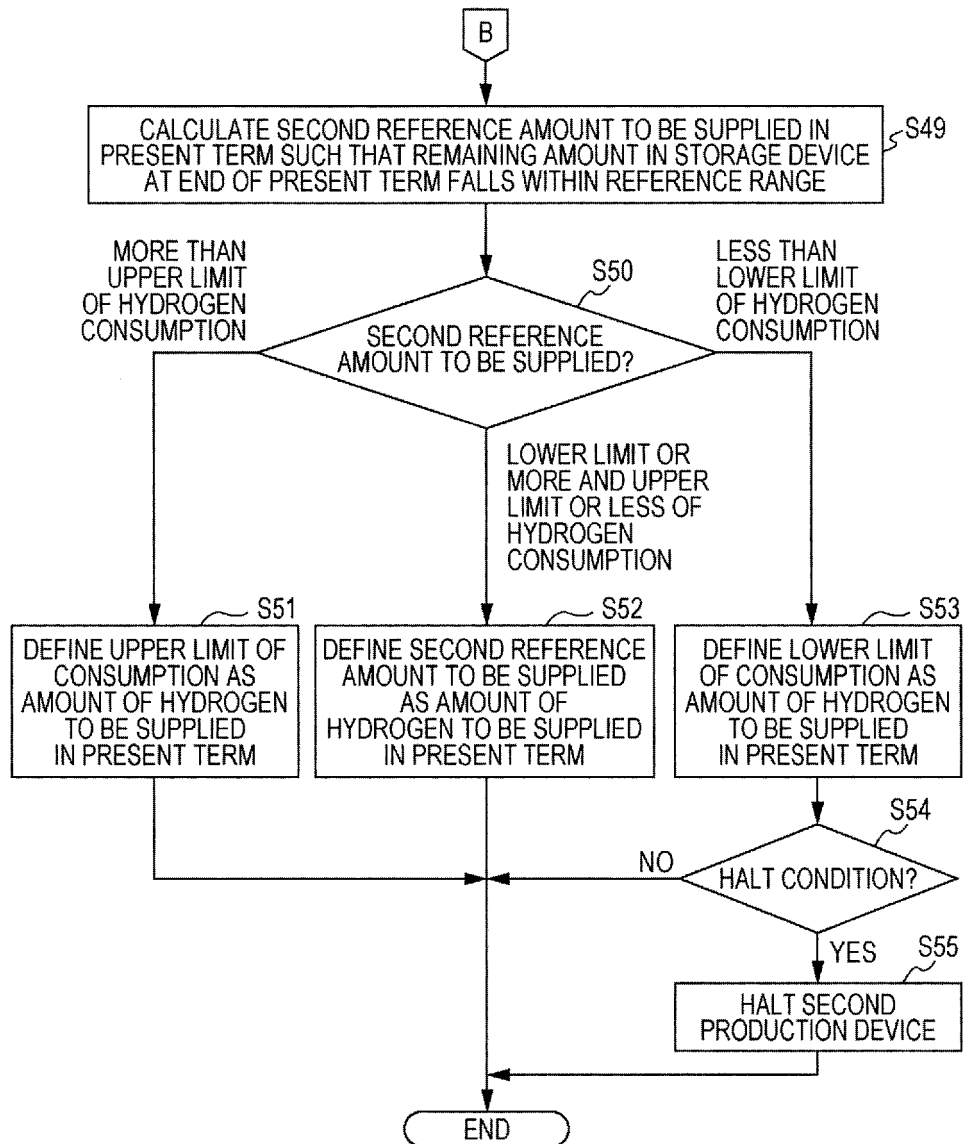 B
CALCULATE SECOND REFERENCE AMOUNT TO BE SUPPLIED IN
PRESENT TERM SUCH THAT REMAINING AMOUNT IN STORAGE DEVICE
AT END OF PRESENT TERM FALLS WITHIN REFERENCE RANGE
S49
MORE THAN
UPPER LIMIT
OF HYDROGEN
CONSUMPTION
S50
LESS THAN
LOWER LIMIT
OF HYDROGEN
CONSUMPTION
SECOND REFERENCE
AMOUNT TO BE SUPPLIED?
LOWER LIMIT OR
MORE AND UPPER
LIMIT OR LESS OF
HYDROGEN
CONSUMPTION
S51
DEFINE UPPER LIMIT OF
CONSUMPTION AS
AMOUNT OF HYDROGEN
TO BE SUPPLIED
IN PRESENT TERM
S52
DEFINE SECOND REFERENCE
AMOUNT TO BE SUPPLIED
AS AMOUNT OF
HYDROGEN TO BE SUPPLIED
IN PRESENT TERM
S53
DEFINE LOWER LIMIT
OF CONSUMPTION AS
AMOUNT OF HYDROGEN
TO BE SUPPLIED
IN PRESENT TERM
S54
NO
HALT CONDITION?
YES
S55
HALT SECOND
PRODUCTION DEVICE
END